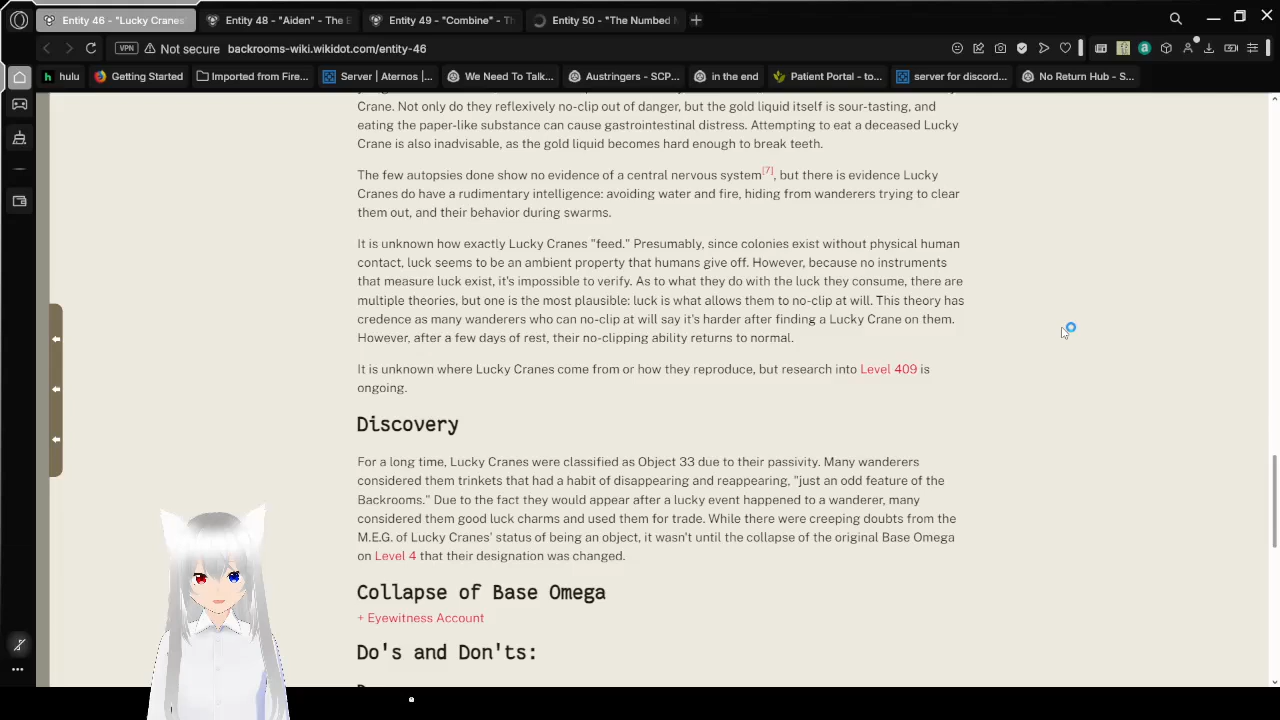 Entity 46 - "Lucky Cranes"
Entity 48 - "Aiden" - The B
Entity 49 - "Combine" - Th
Entity 50 - "The Numbed M
VPN Not secure backrooms-wiki.wikidot.com/entity-46
hulu Getting Started Imported from Fire... Server | Aternos |... We Need To Talk... Austringers - SCP... in the end Patient Portal - to... server for discord... No Return Hub - S...
Crane. Not only do they reflexively no-clip out of danger, but the gold liquid itself is sour-tasting, and
eating the paper-like substance can cause gastrointestinal distress. Attempting to eat a deceased Lucky
Crane is also inadvisable, as the gold liquid becomes hard enough to break teeth.
The few autopsies done show no evidence of a central nervous system[7], but there is evidence Lucky
Cranes do have a rudimentary intelligence: avoiding water and fire, hiding from wanderers trying to clear
them out, and their behavior during swarms.
It is unknown how exactly Lucky Cranes "feed." Presumably, since colonies exist without physical human
contact, luck seems to be an ambient property that humans give off. However, because no instruments
that measure luck exist, it's impossible to verify. As to what they do with the luck they consume, there are
multiple theories, but one is the most plausible: luck is what allows them to no-clip at will. This theory has
credence as many wanderers who can no-clip at will say it's harder after finding a Lucky Crane on them.
However, after a few days of rest, their no-clipping ability returns to normal.
It is unknown where Lucky Cranes come from or how they reproduce, but research into Level 409 is
ongoing.
Discovery
For a long time, Lucky Cranes were classified as Object 33 due to their passivity. Many wanderers
considered them trinkets that had a habit of disappearing and reappearing, "just an odd feature of the
Backrooms." Due to the fact they would appear after a lucky event happened to a wanderer, many
considered them good luck charms and used them for trade. While there were creeping doubts from the
M.E.G. of Lucky Cranes' status of being an object, it wasn't until the collapse of the original Base Omega
on Level 4 that their designation was changed.
Collapse of Base Omega
+ Eyewitness Account
Do's and Don'ts: